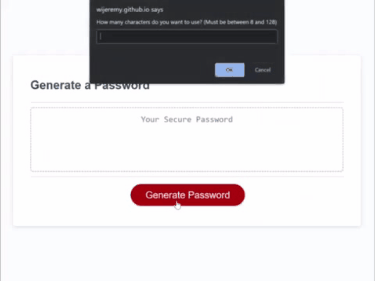 wijeremy.github.io says
How many characters do you want to use? (Must be between 8 and 128)
OK
Cancel
Generate a Password
Your Secure Password
Generate Password